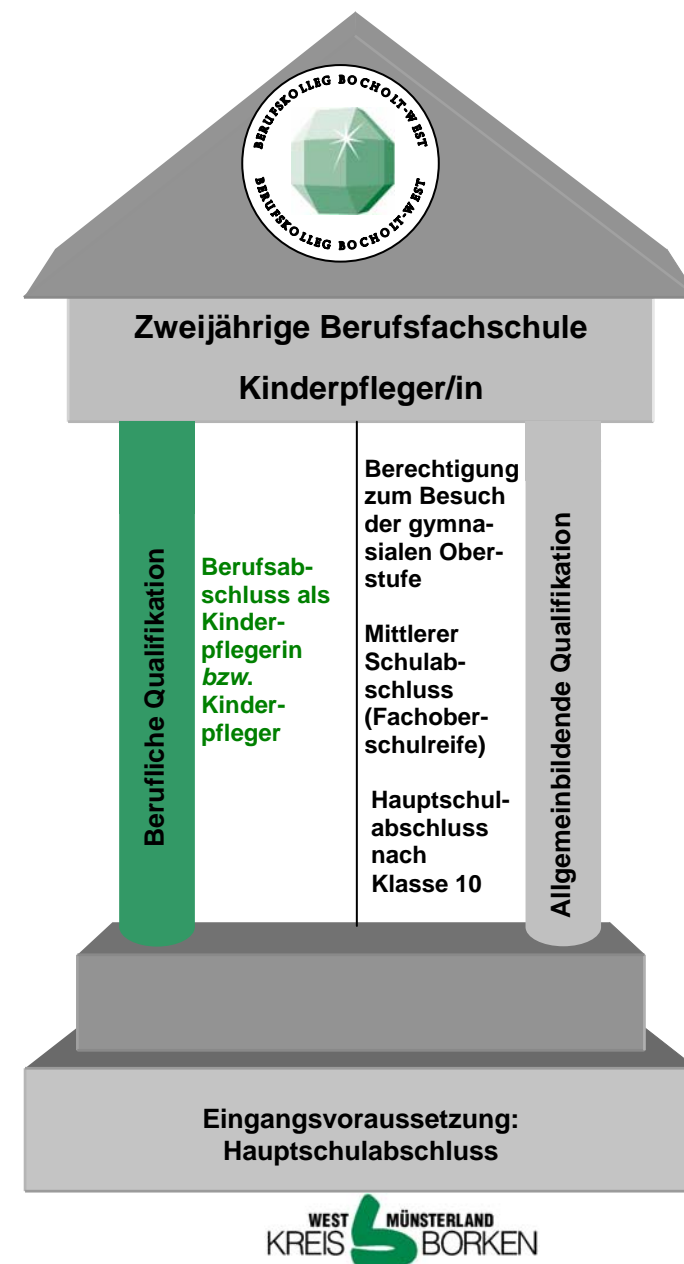 BERUFSKOLLEG BOCHOLT-WEST
BERUFSKOLLEG BOCHOLT-WEST
Zweijährige Berufsfachschule
Kinderpfleger/in
Berufliche Qualifikation
Berufsab-
schluss als
Kinder-
pflegerin
bzw.
Kinder-
pfleger
Berechtigung
zum Besuch
der gymna-
sialen Ober-
stufe
Mittlerer
Schulab-
schluss
(Fachober-
schulreife)
Hauptschul-
abschluss
nach
Klasse 10
Allgemeinbildende Qualifikation
Eingangsvoraussetzung:
Hauptschulabschluss
WEST MÜNSTERLAND
KREIS BORKEN